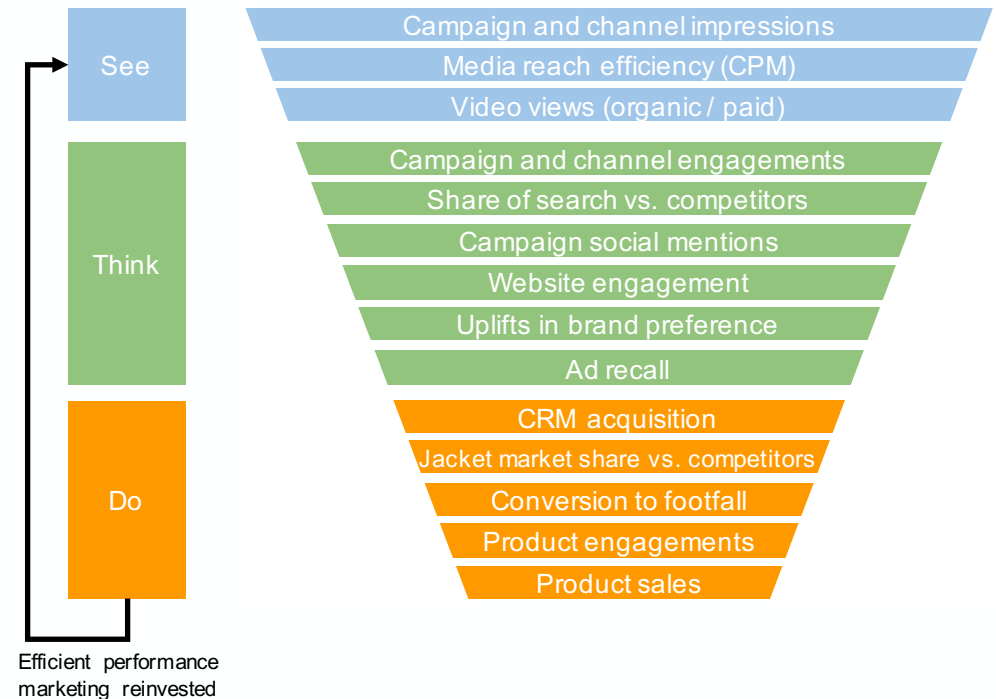 See
Campaign and channel impressions
Media reach efficiency (CPM)
Video views (organic / paid)
Think
Campaign and channel engagements
Share of search vs. competitors
Campaign social mentions
Website engagement
Uplifts in brand preference
Ad recall
Do
CRM acquisition
Jacket market share vs. competitors
Conversion to footfall
Product engagements
Product sales
Efficient performance
marketing reinvested